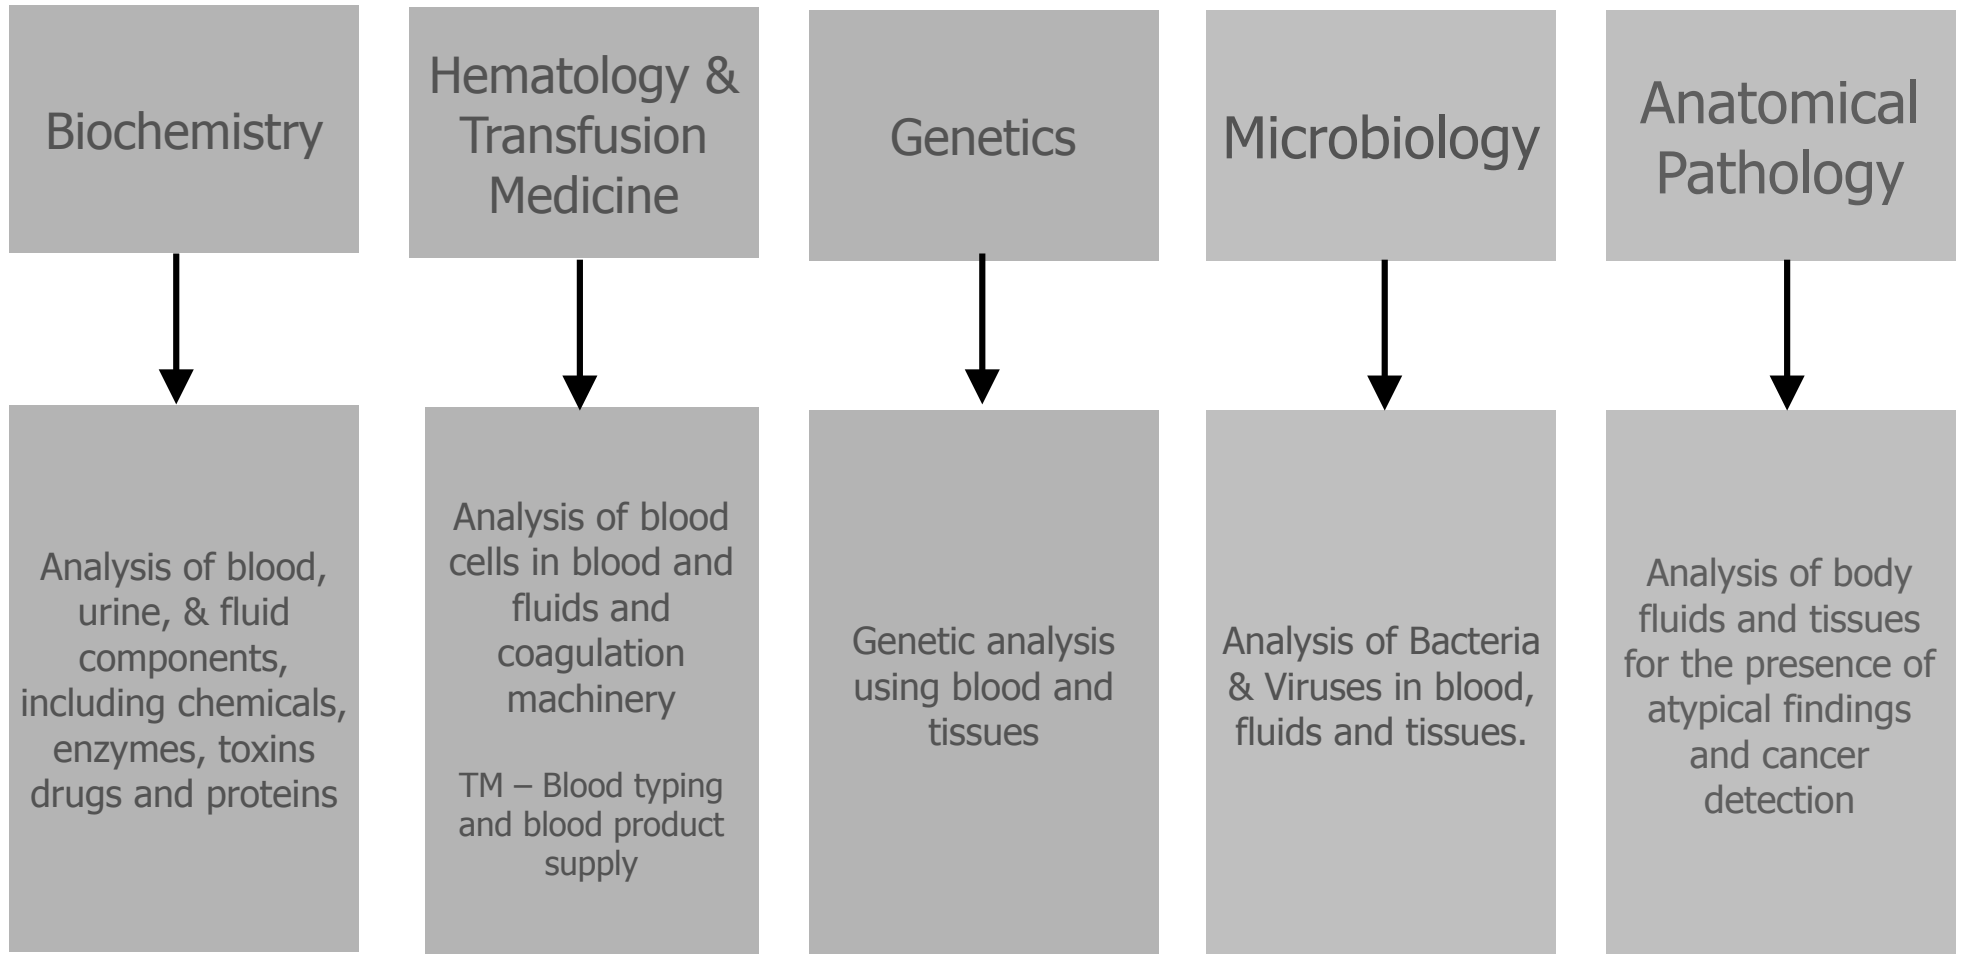 Biochemistry
Hematology &
Transfusion
Medicine
Genetics
Microbiology
Anatomical
Pathology
Analysis of blood,
urine, & fluid
components,
including chemicals,
enzymes, toxins
drugs and proteins
Analysis of blood
cells in blood and
fluids and
coagulation
machinery
TM – Blood typing
and blood product
supply
Genetic analysis
using blood and
tissues
Analysis of Bacteria
& Viruses in blood,
fluids and tissues.
Analysis of body
fluids and tissues
for the presence of
atypical findings
and cancer
detection